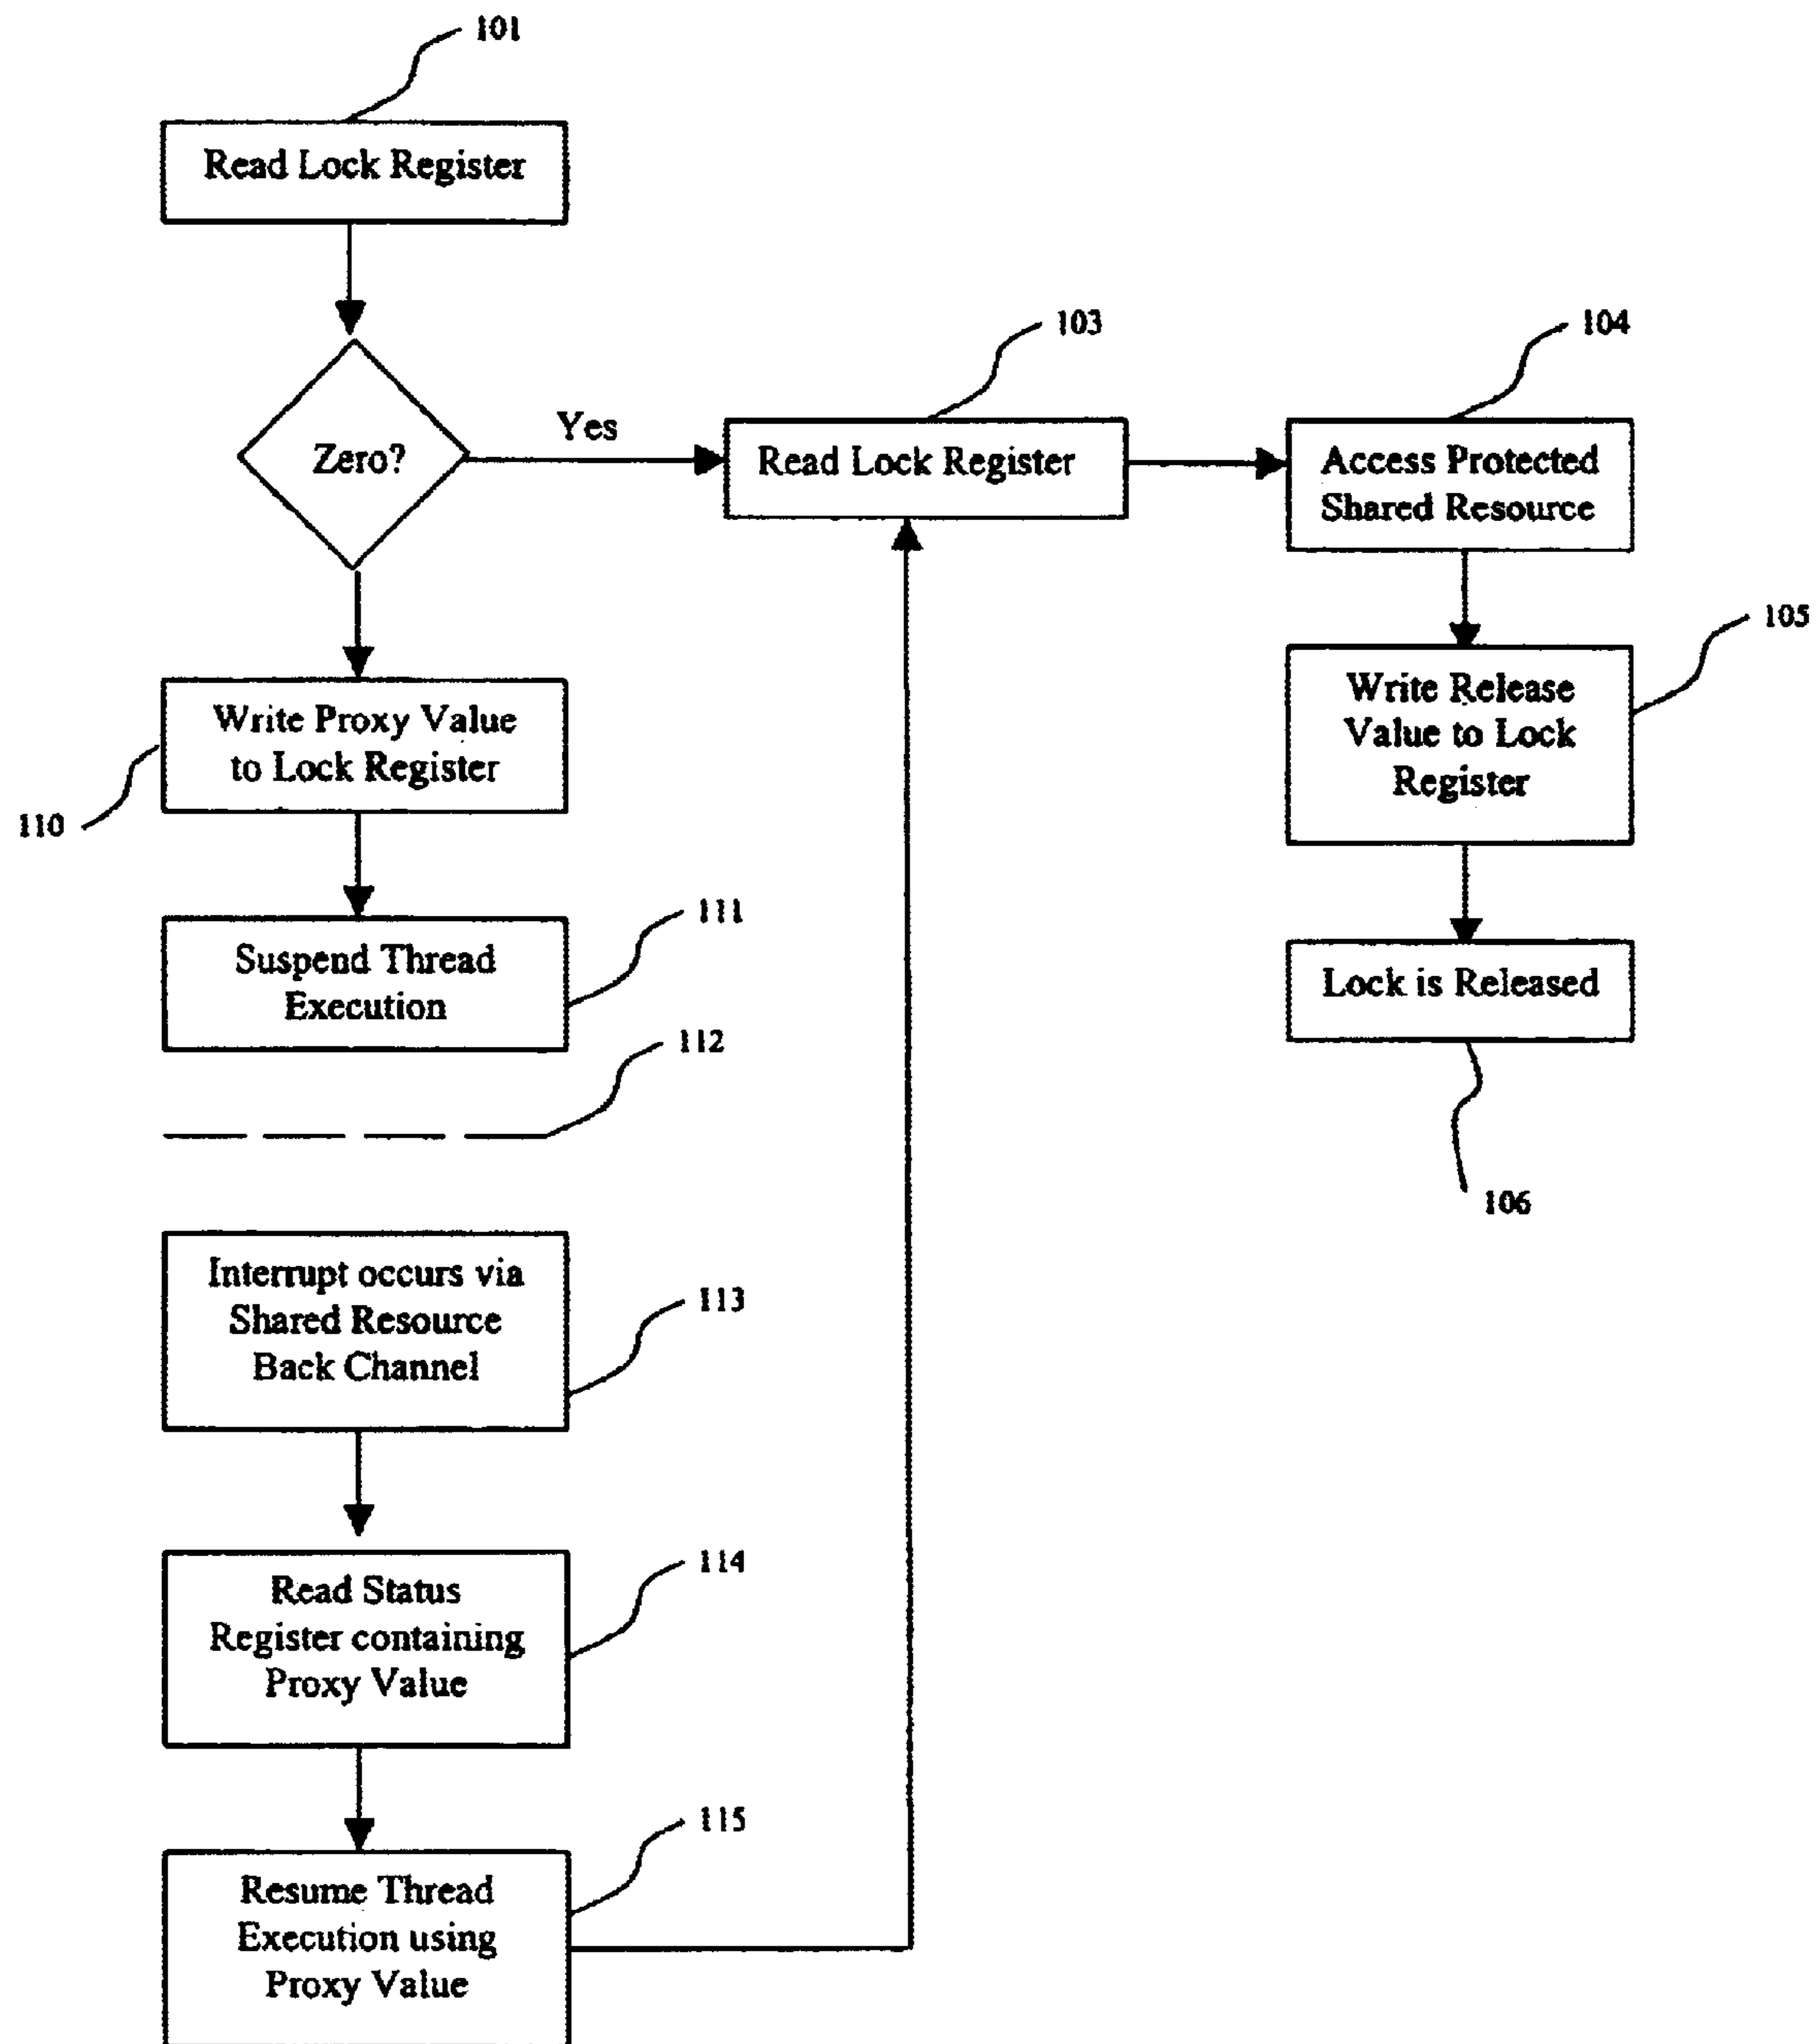 101
Read Lock Register
Zero?
Yes
103
Read Lock Register
104
Access Protected
Shared Resource
105
Write Release
Value to Lock
Register
Lock is Released
106
110
Write Proxy Value
to Lock Register
111
Suspend Thread
Execution
112
113
Interrupt occurs via
Shared Resource
Back Channel
114
Read Status
Register containing
Proxy Value
115
Resume Thread
Execution using
Proxy Value